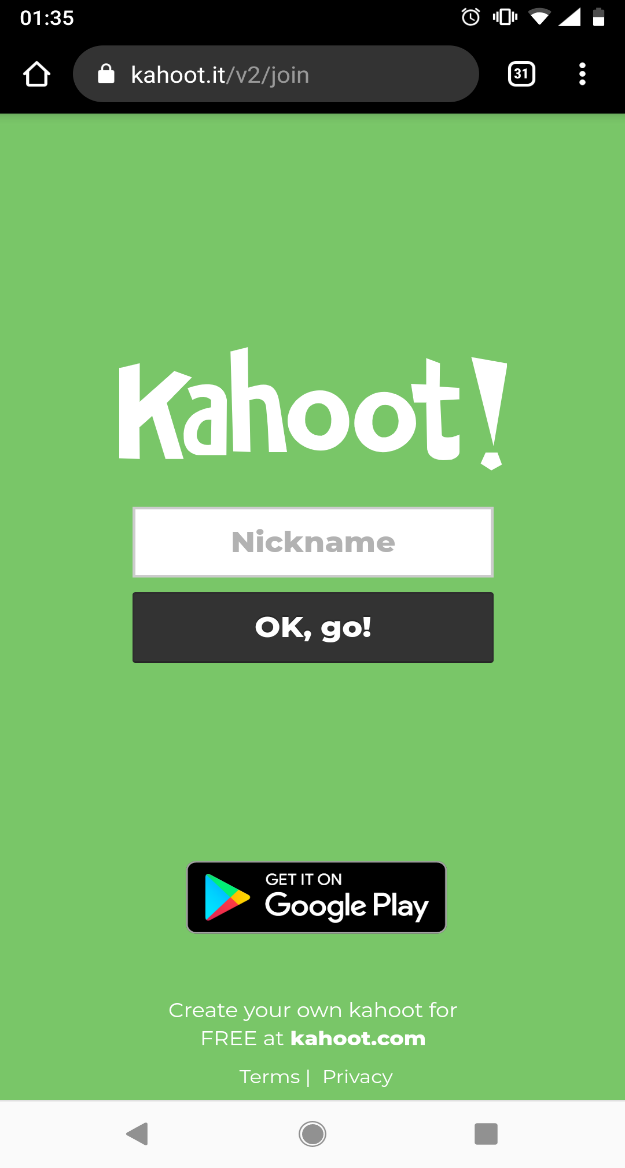 01:35
kahoot.it/v2/join
31
Kahoot!
Nickname
OK, go!
GET IT ON
Google Play
Create your own kahoot for
FREE at kahoot.com
Terms | Privacy